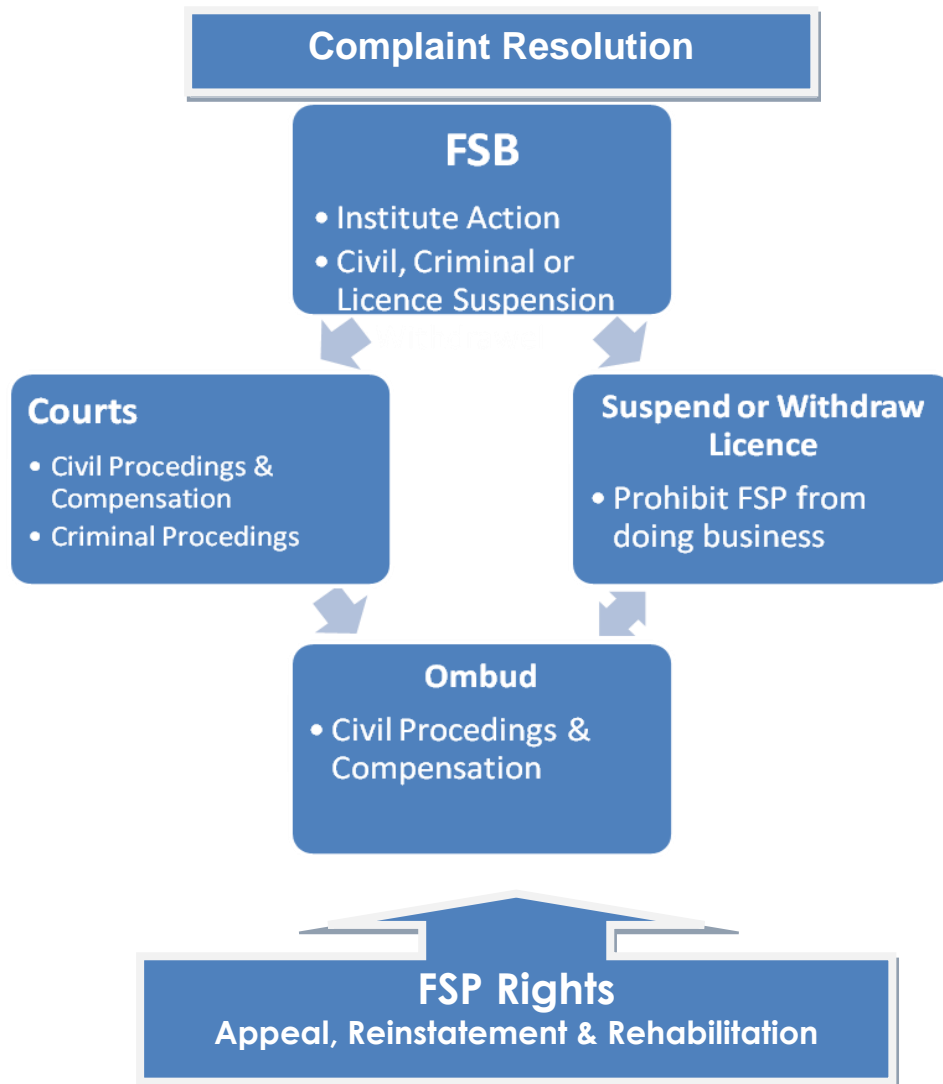 Complaint Resolution
FSB
• Institute Action
• Civil, Criminal or
Licence Suspension
Courts
• Civil Procedings &
Compensation
• Criminal Procedings
Suspend or Withdraw
Licence
• Prohibit FSP from
doing business
Ombud
• Civil Procedings &
Compensation
FSP Rights
Appeal, Reinstatement & Rehabilitation